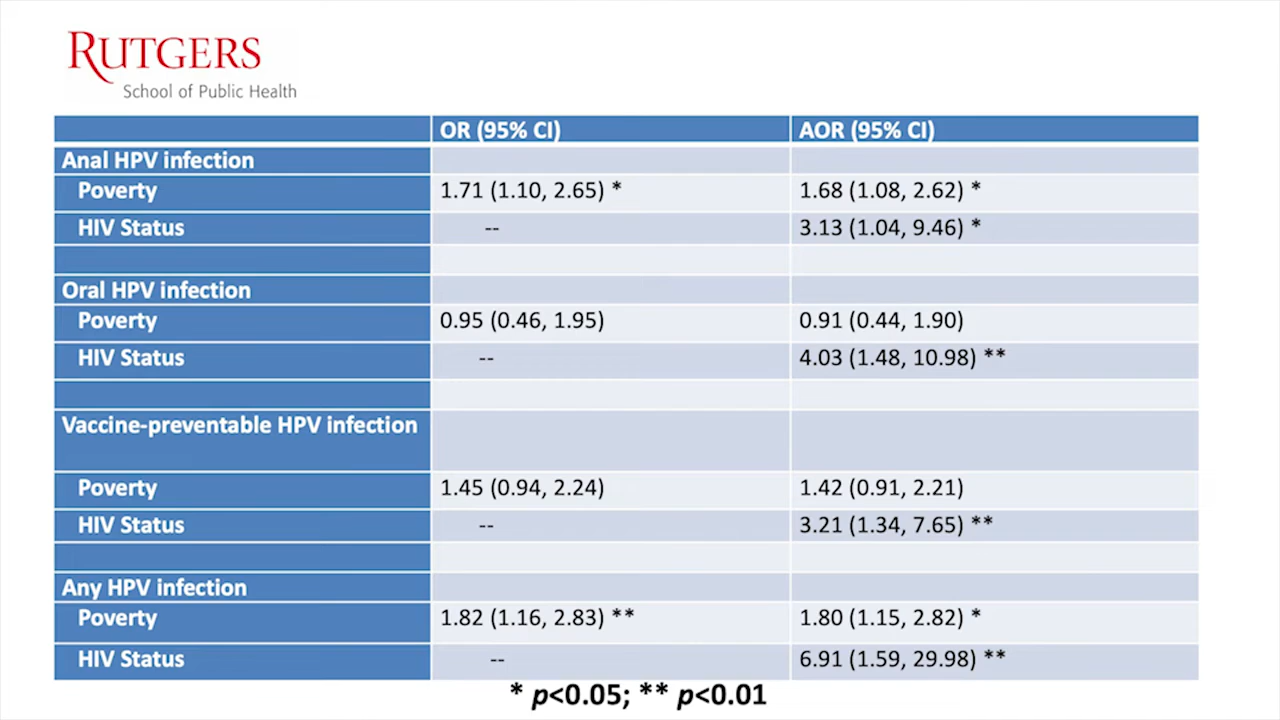 RUTGERS
School of Public Health
OR (95% CI) AOR (95% CI)
Anal HPV infection
Poverty 1.71 (1.10, 2.65) * 1.68 (1.08, 2.62) *
HIV Status -- 3.13 (1.04, 9.46) *
Oral HPV infection
Poverty 0.95 (0.46, 1.95) 0.91 (0.44, 1.90)
HIV Status -- 4.03 (1.48, 10.98) **
Vaccine-preventable HPV infection
Poverty 1.45 (0.94, 2.24) 1.42 (0.91, 2.21)
HIV Status -- 3.21 (1.34, 7.65) **
Any HPV infection
Poverty 1.82 (1.16, 2.83) ** 1.80 (1.15, 2.82) *
HIV Status -- 6.91 (1.59, 29.98) **
* p<0.05; ** p<0.01